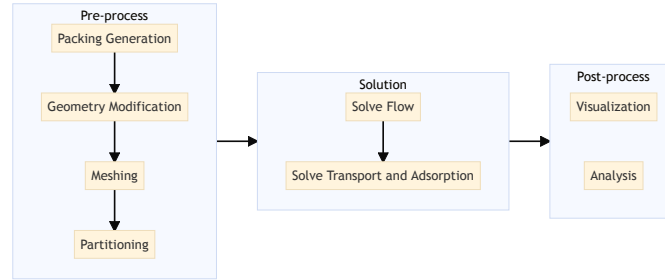 Pre-process
Packing Generation
Geometry Modification
Meshing
Partitioning
Solution
Solve Flow
Solve Transport and Adsorption
Post-process
Visualization
Analysis